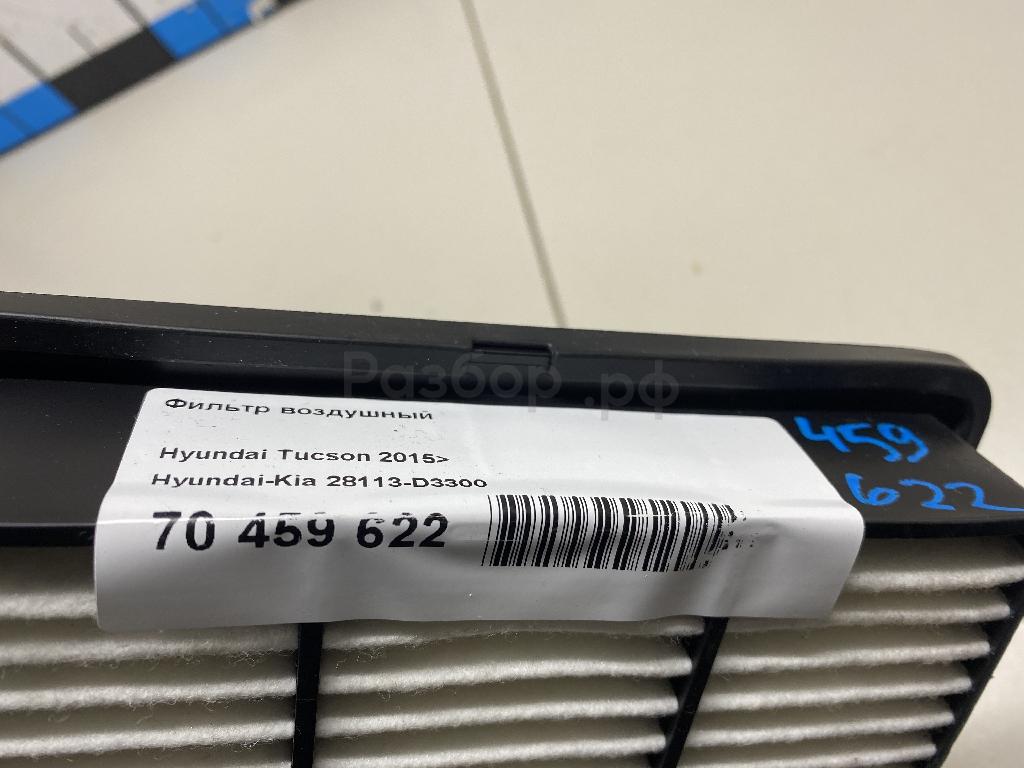 Разбор.рф
Фильтр воздушный
Hyundai Tucson 2015>
Hyundai-Kia 28113-D3300
70 459 622
459
622